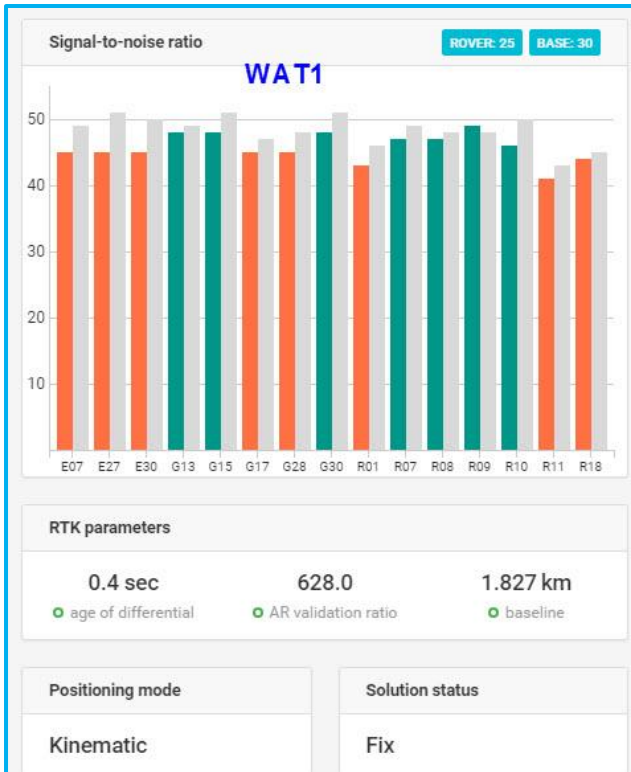 Signal-to-noise ratio ROVER: 25 BASE: 30
WAT1
50
40
30
20
10
E07 E27 E30 G13 G15 G17 G28 G30 R01 R07 R08 R09 R10 R11 R18
RTK parameters
0.4 sec 628.0 1.827 km
age of differential AR validation ratio baseline
Positioning mode Solution status
Kinematic Fix